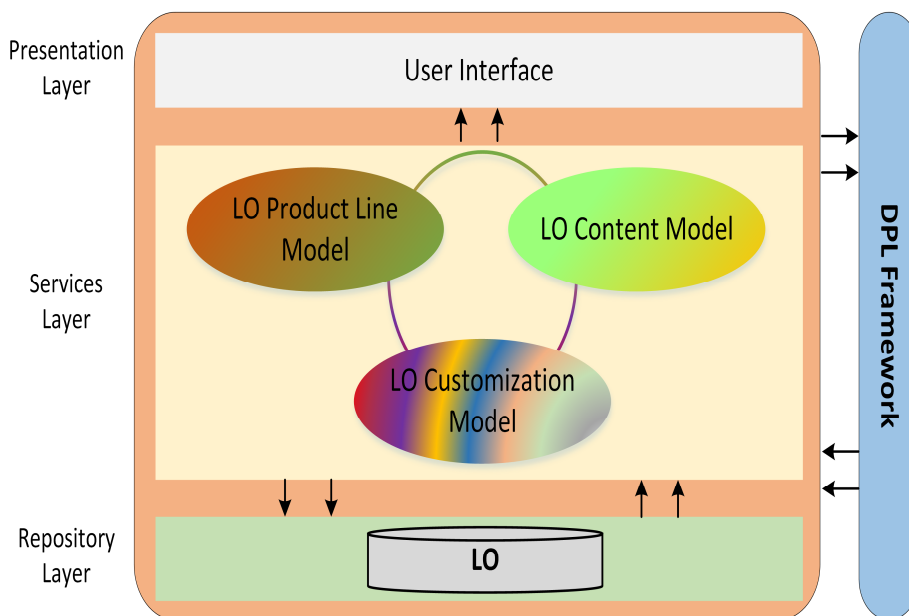 Presentation
Layer
User Interface
LO Product Line
Model
LO Content Model
Services
Layer
LO Customization
Model
DPL Framework
Repository
Layer
LO